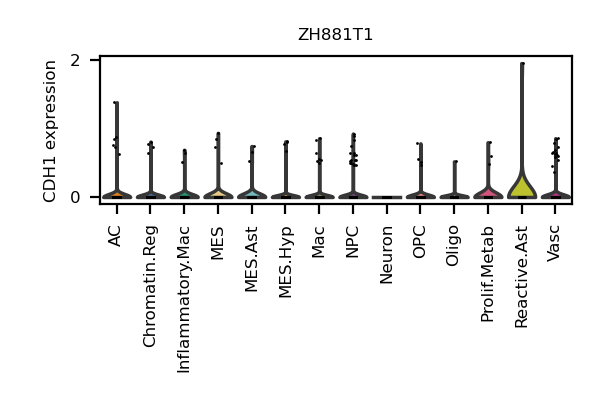 ZH881T1
CDH1 expression
2
0
AC
Chromatin.Reg
Inflammatory.Mac
MES
MES.Ast
MES.Hyp
Mac
NPC
Neuron
OPC
Oligo
Prolif.Metab
Reactive.Ast
Vasc